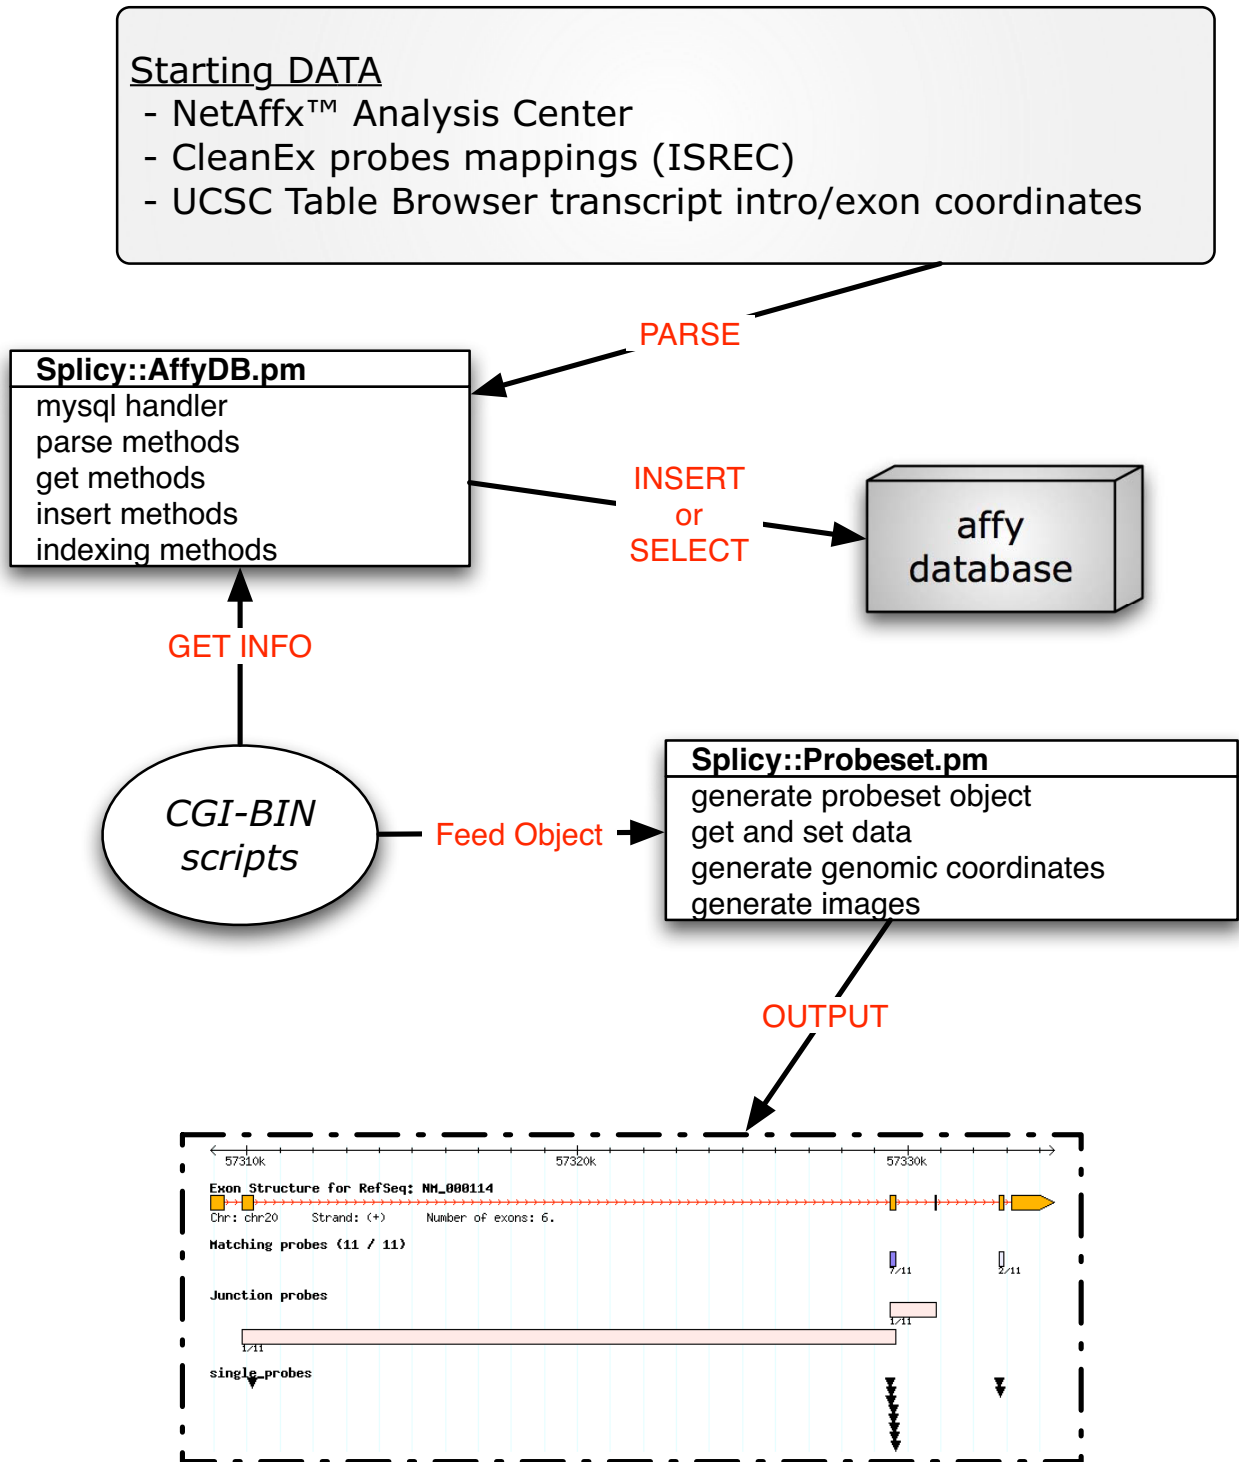 Starting DATA
- NetAffx™ Analysis Center
- CleanEx probes mappings (ISREC)
- UCSC Table Browser transcript intro/exon coordinates
PARSE
Splicy::AffyDB.pm
mysql handler
parse methods
get methods
insert methods
indexing methods
INSERT
or
SELECT
affy
database
GET INFO
CGI-BIN
scripts
Feed Object
Splicy::Probeset.pm
generate probeset object
get and set data
generate genomic coordinates
generate images
OUTPUT
57310k 57320k 57330k
Exon Structure for RefSeq: NM_000114
Chr: chr20 Strand: (+) Number of exons: 6.
Matching probes (11 / 11)
7/11 2/11
Junction probes
1/11
1/11
single_probes